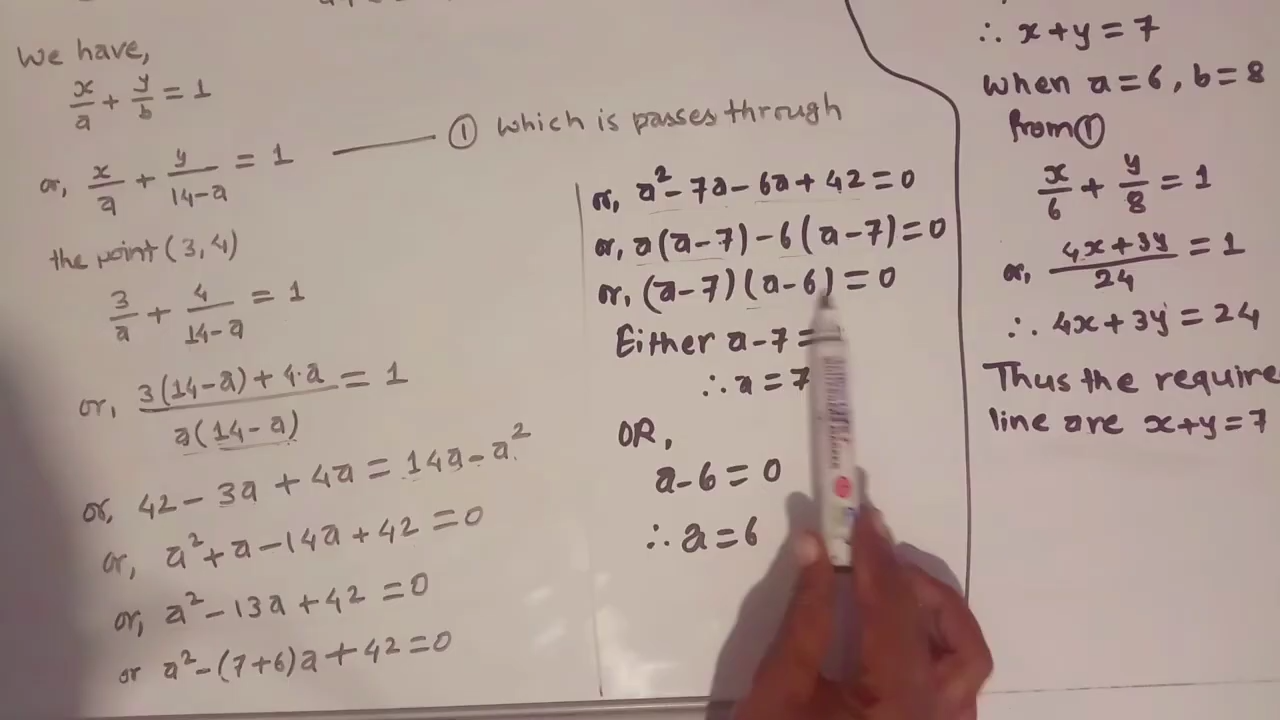 We have,
x/a + y/b = 1
or, x/a + y/(14-a) = 1 ——— ① which is passes through
the point (3, 4)
3/a + 4/(14-a) = 1
or, (3(14-a) + 4·a)/(a(14-a)) = 1
or, 42 - 3a + 4a = 14a - a²
or, a² + a - 14a + 42 = 0
or, a² - 13a + 42 = 0
or a² - (7+6)a + 42 = 0
or, a² - 7a - 6a + 42 = 0
or, a(a-7) - 6(a-7) = 0
or, (a-7)(a-6) = 0
Either a-7 =
∴ a = 7
OR,
a-6 = 0
∴ a = 6
∴ x+y = 7
when a=6, b=8
from ①
x/6 + y/8 = 1
or, (4x+3y)/24 = 1
∴ 4x+3y = 24
Thus the require
line are x+y=7